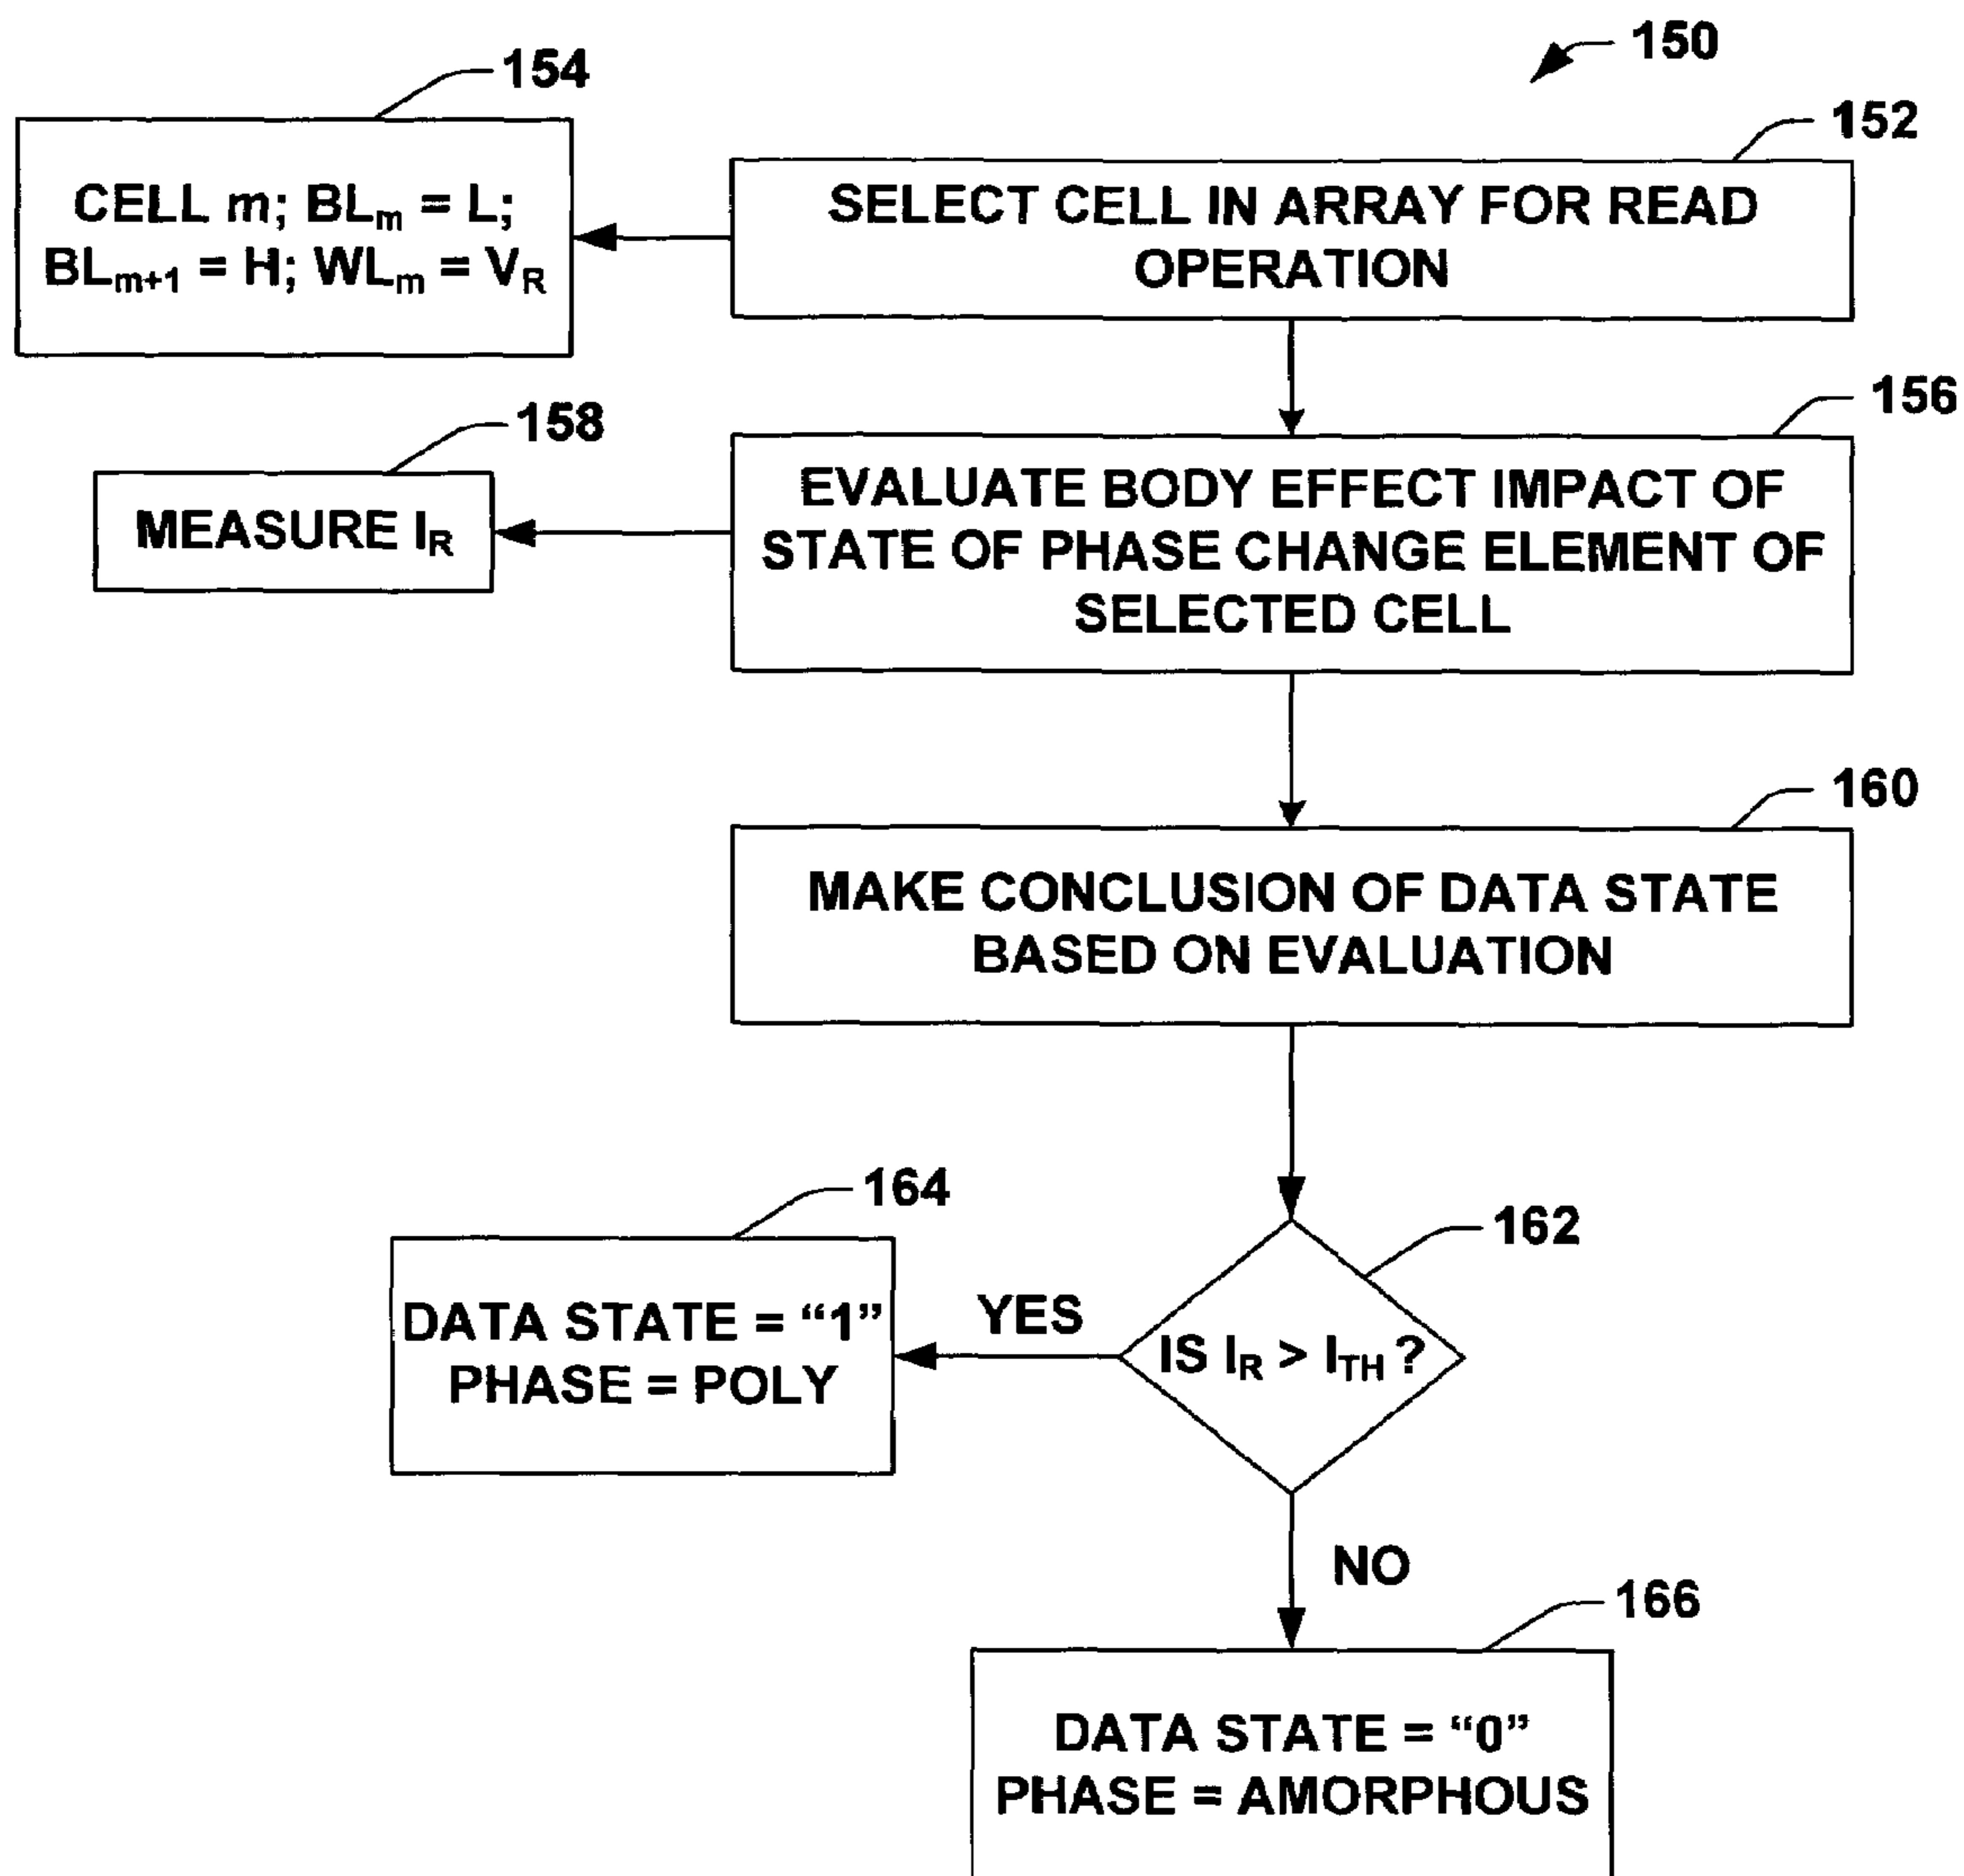 150
154
152
CELL m; BLm = L;
BLm+1 = H; WLm = VR
SELECT CELL IN ARRAY FOR READ
OPERATION
156
158
MEASURE IR
EVALUATE BODY EFFECT IMPACT OF
STATE OF PHASE CHANGE ELEMENT OF
SELECTED CELL
160
MAKE CONCLUSION OF DATA STATE
BASED ON EVALUATION
164
162
DATA STATE = “1”
PHASE = POLY
YES
IS IR > ITH ?
NO
166
DATA STATE = “0”
PHASE = AMORPHOUS